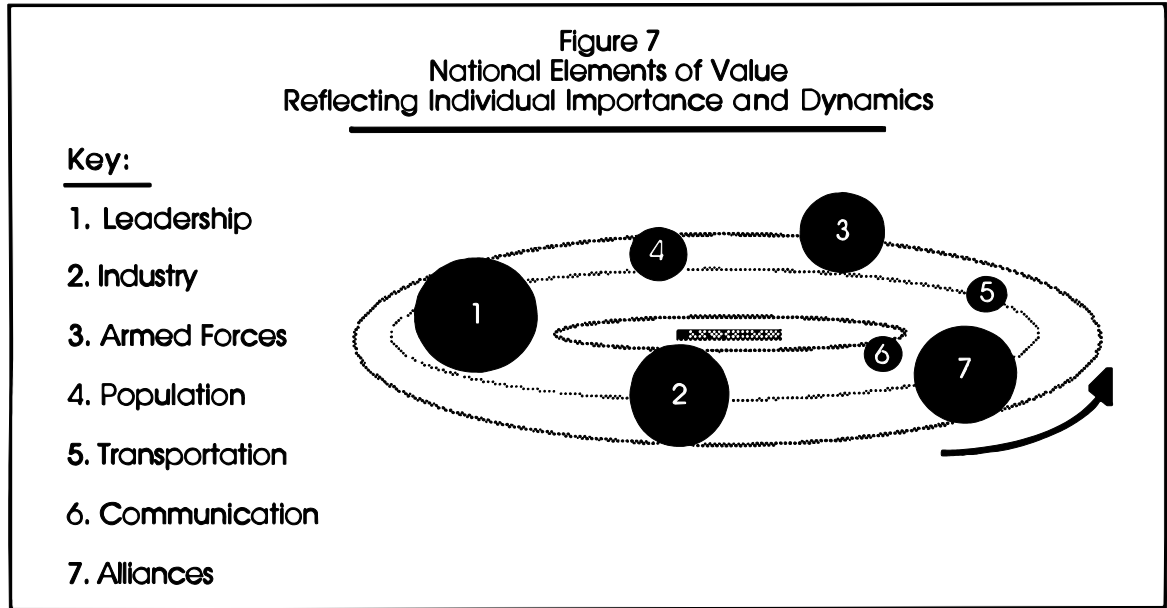 Figure 7
National Elements of Value
Reflecting Individual Importance and Dynamics
Key:
1. Leadership
2. Industry
3. Armed Forces
4. Population
5. Transportation
6. Communication
7. Alliances
4
3
5
1
6
7
2